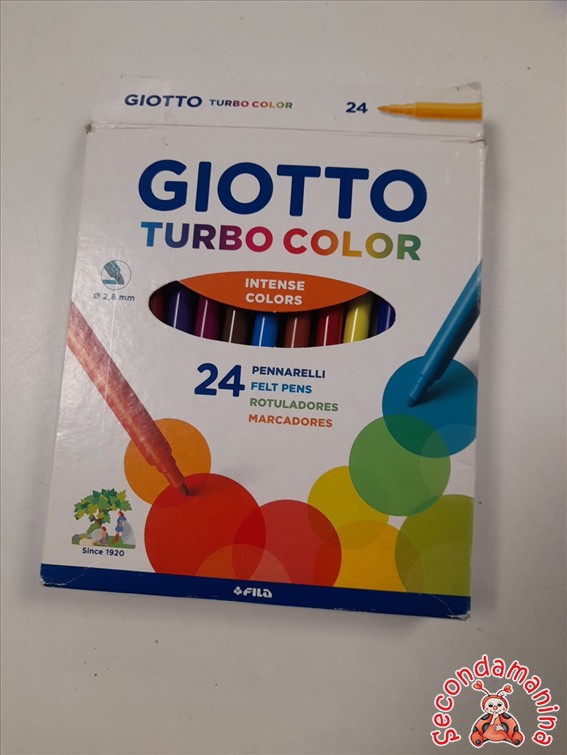 GIOTTO TURBO COLOR 24
GIOTTO
TURBO COLOR
INTENSE
COLORS
Ø 2,8 mm
24
PENNARELLI
FELT PENS
ROTULADORES
MARCADORES
Since 1920
FILA
Secondamanina